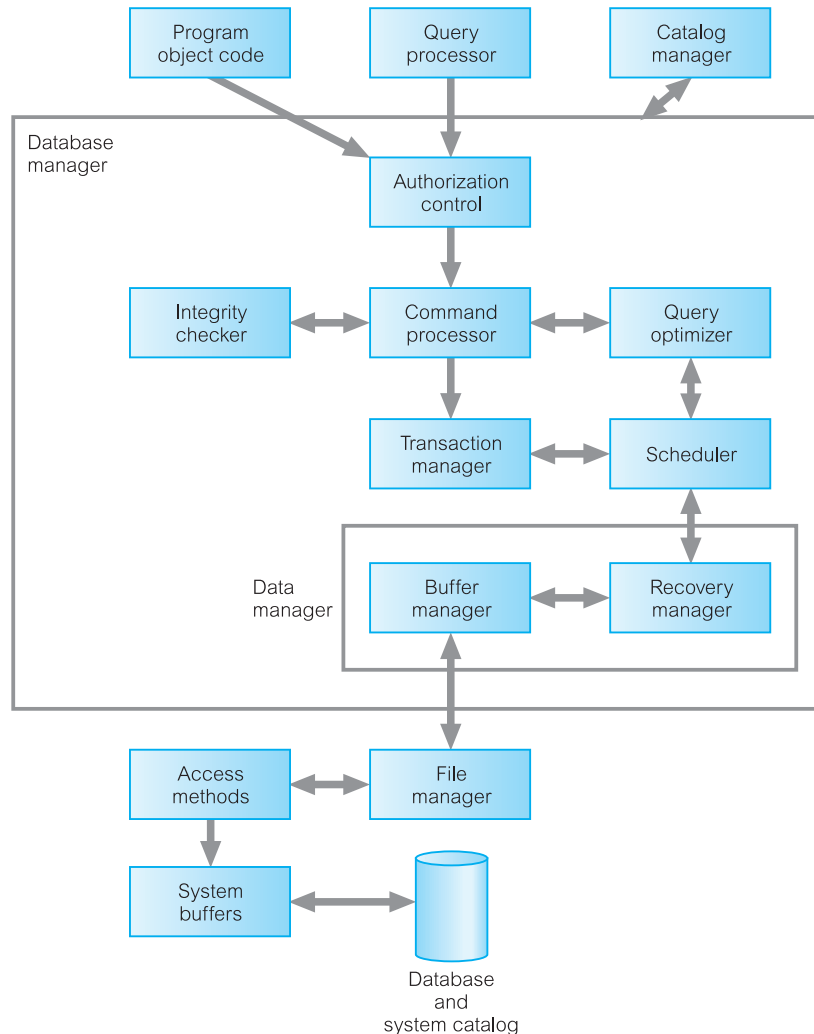 Program
object code
Query
processor
Catalog
manager
Database
manager
Authorization
control
Integrity
checker
Command
processor
Query
optimizer
Transaction
manager
Scheduler
Data
manager
Buffer
manager
Recovery
manager
Access
methods
File
manager
System
buffers
Database
and
system catalog